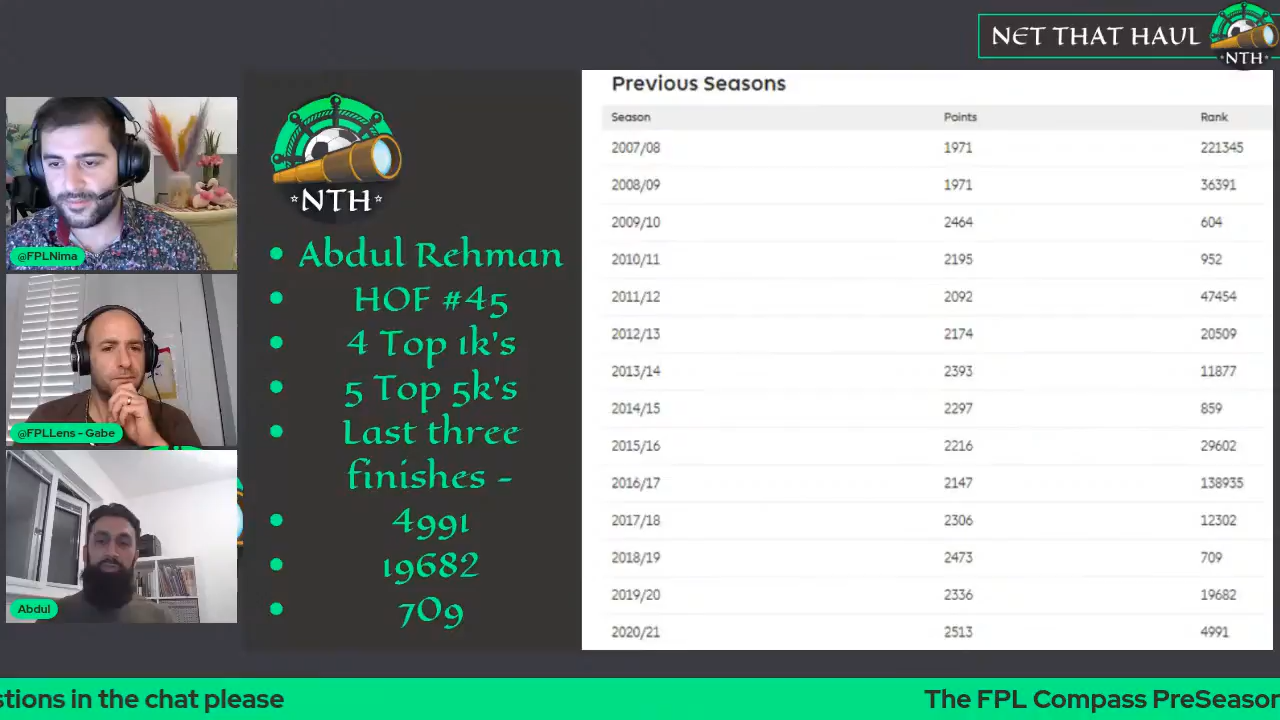 NET THAT HAUL
NTH
@FPLNima
@FPLLens - Gabe
Abdul
NTH
• Abdul Rehman
• HOF #45
• 4 Top 1k's
• 5 Top 5k's
• Last three
finishes -
• 4991
• 19682
• 709
Previous Seasons
Season Points Rank
2007/08 1971 221345
2008/09 1971 36391
2009/10 2464 604
2010/11 2195 952
2011/12 2092 47454
2012/13 2174 20509
2013/14 2393 11877
2014/15 2297 859
2015/16 2216 29602
2016/17 2147 138935
2017/18 2306 12302
2018/19 2473 709
2019/20 2336 19682
2020/21 2513 4991
stions in the chat please The FPL Compass PreSeason